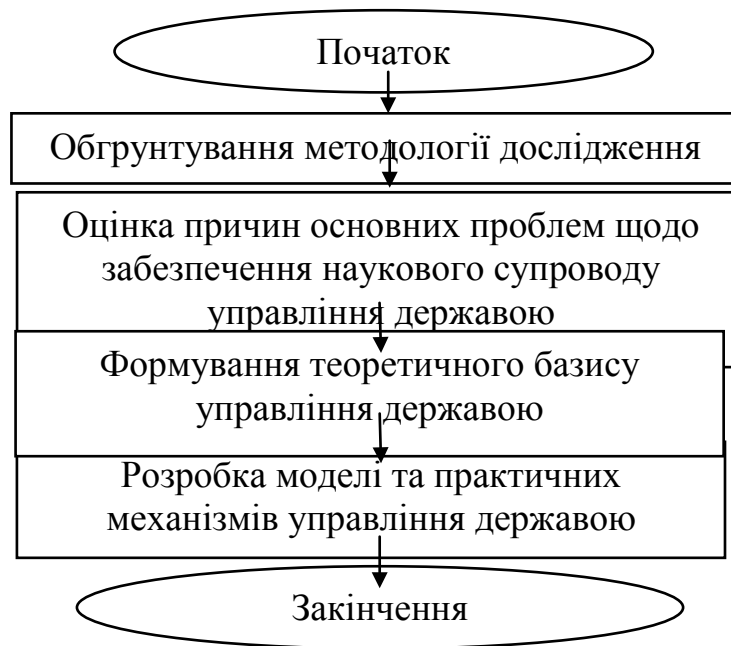 Початок
Обгрунтування методології дослідження
Оцінка причин основних проблем щодо
забезпечення наукового супроводу
управління державою
Формування теоретичного базису
управління державою
Розробка моделі та практичних
механізмів управління державою
Закінчення